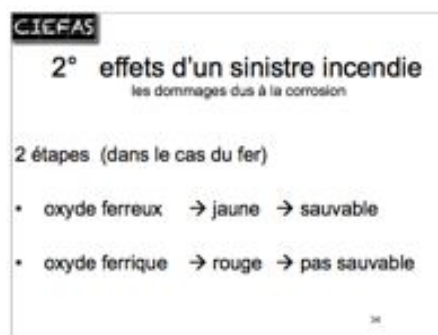 CIEFAS
2° effets d'un sinistre incendie
les dommages dus à la corrosion
2 étapes (dans le cas du fer)
• oxyde ferreux → jaune → sauvable
• oxyde ferrique → rouge → pas sauvable